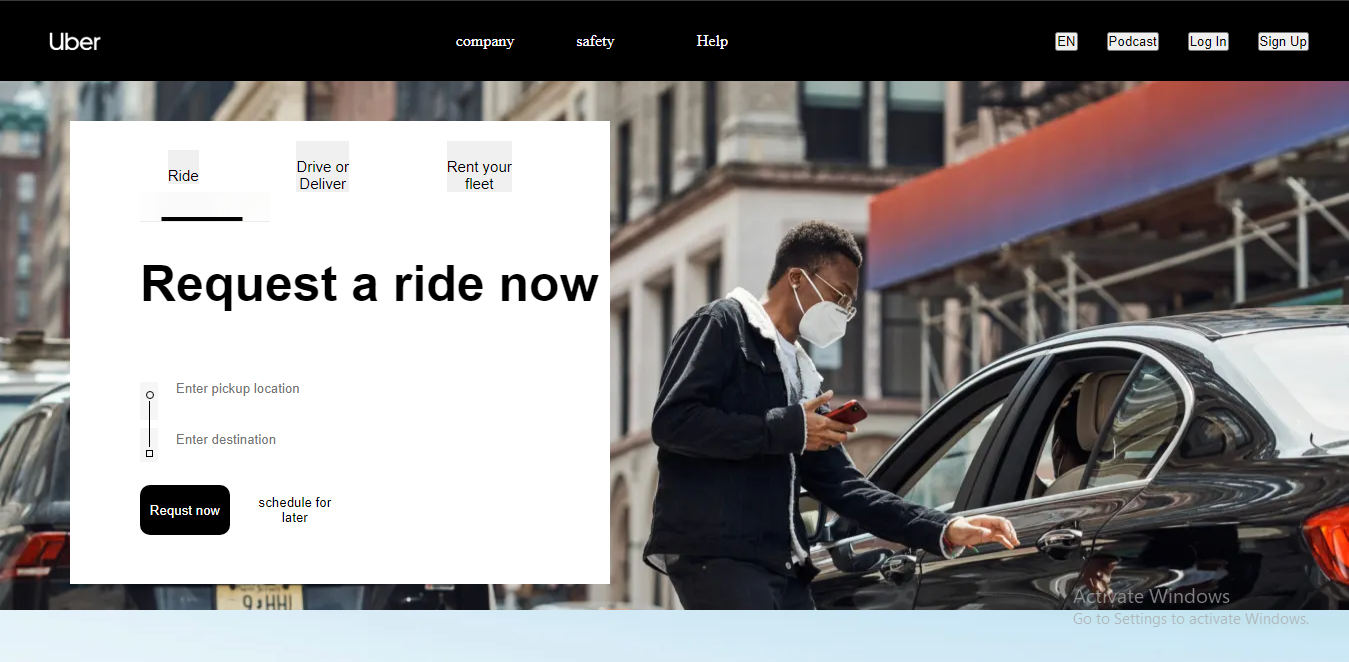 Uber
company
safety
Help
EN
Podcast
Log In
Sign Up
Ride
Drive or
Deliver
Rent your
fleet
Request a ride now
Enter pickup location
Enter destination
Requst now
schedule for
later
Activate Windows
Go to Settings to activate Windows.